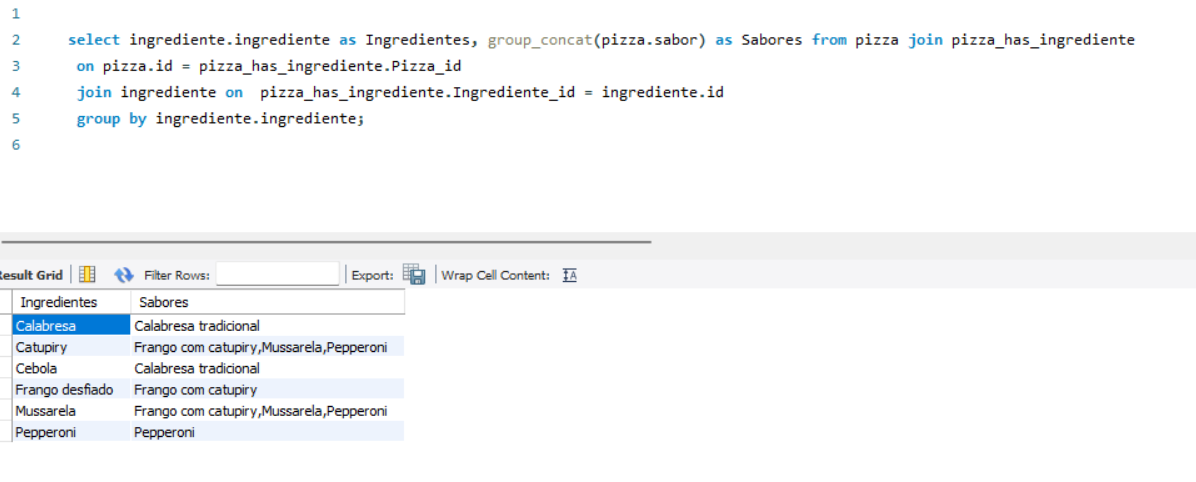 1
2 select ingrediente.ingrediente as Ingredientes, group_concat(pizza.sabor) as Sabores from pizza join pizza_has_ingrediente
3 on pizza.id = pizza_has_ingrediente.Pizza_id
4 join ingrediente on  pizza_has_ingrediente.Ingrediente_id = ingrediente.id
5 group by ingrediente.ingrediente;
6
Result Grid Filter Rows: Export: Wrap Cell Content: IA
Ingredientes Sabores
Calabresa Calabresa tradicional
Catupiry Frango com catupiry,Mussarela,Pepperoni
Cebola Calabresa tradicional
Frango desfiado Frango com catupiry
Mussarela Frango com catupiry,Mussarela,Pepperoni
Pepperoni Pepperoni